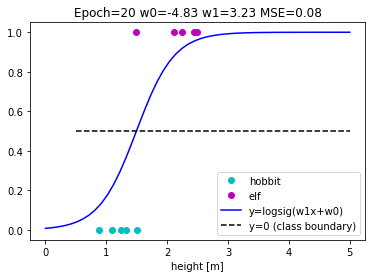 Epoch=20 w0=-4.83 w1=3.23 MSE=0.08
1.0
0.8
0.6
0.4
0.2
0.0
hobbit
elf
y=logsig(w1x+w0)
y=0 (class boundary)
0 1 2 3 4 5
height [m]